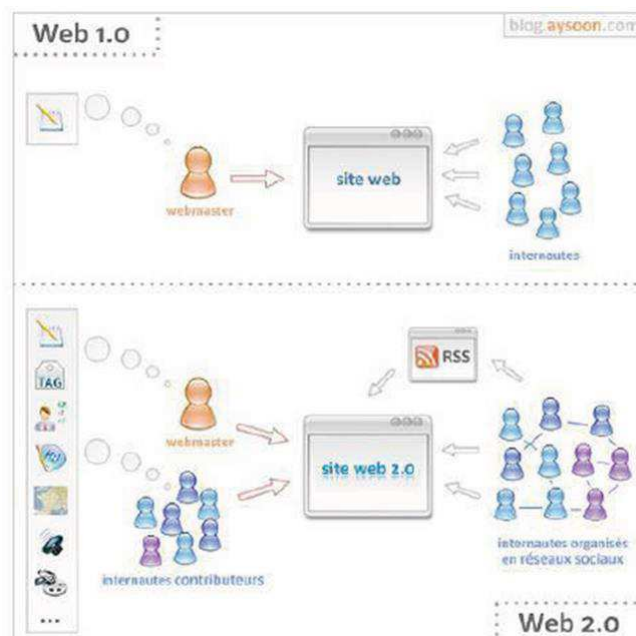 Web 1.0
blog.aysoon.com
site web
webmaster
internautes
TAG
RSS
webmaster
site web 2.0
internautes contributeurs
internautes organisés
en réseaux sociaux
...
Web 2.0